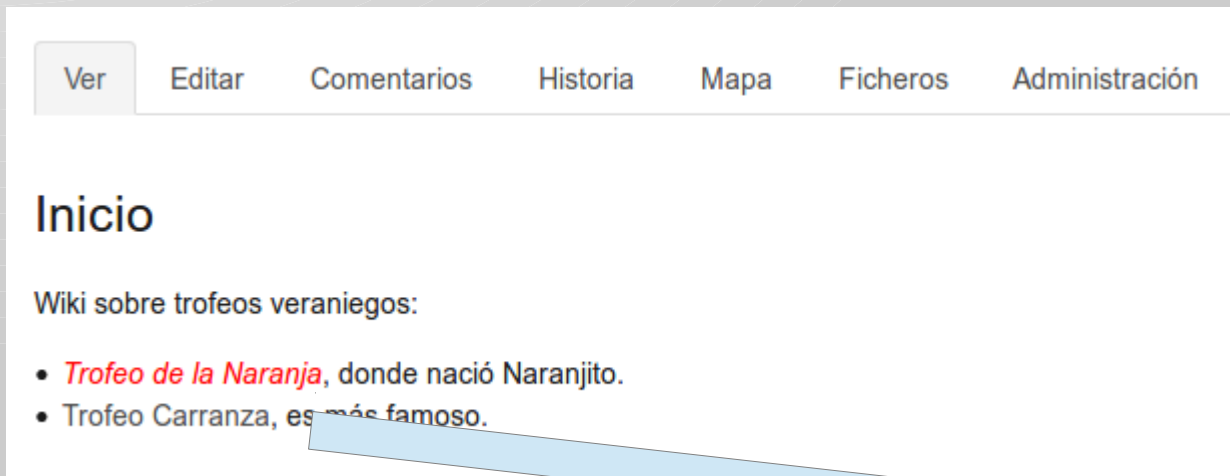 Ver Editar Comentarios Historia Mapa Ficheros Administración
Inicio
Wiki sobre trofeos veraniegos:
• Trofeo de la Naranja, donde nació Naranjito.
• Trofeo Carranza, es más famoso.